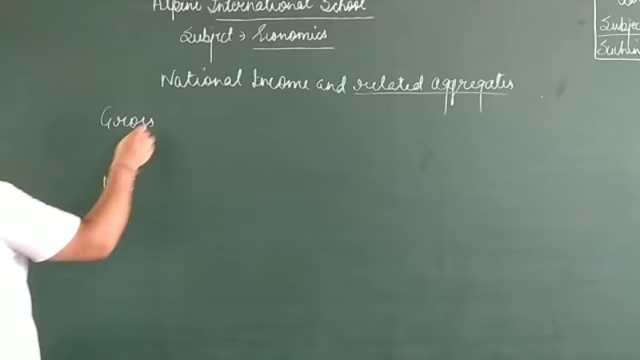 Alpine International School
Subject > Economics
National Income and related aggregates
Gross